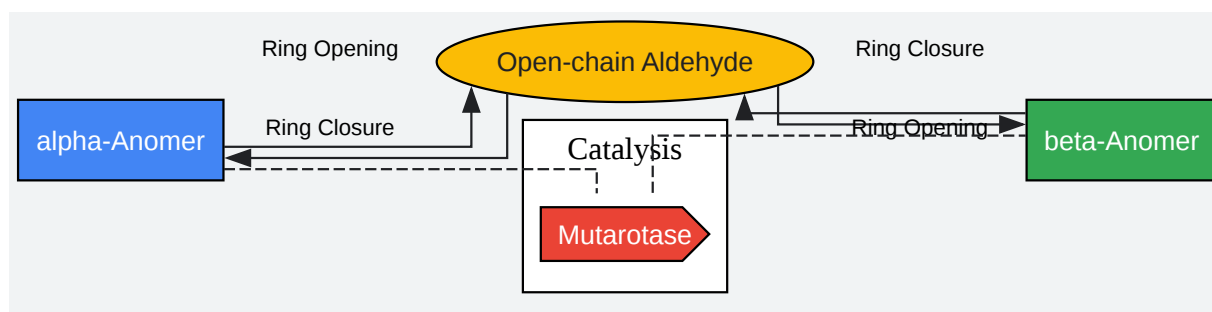 Ring Opening
Open-chain Aldehyde
Ring Closure
alpha-Anomer
Ring Closure
Catalysis
Ring Opening
beta-Anomer
Mutarotase